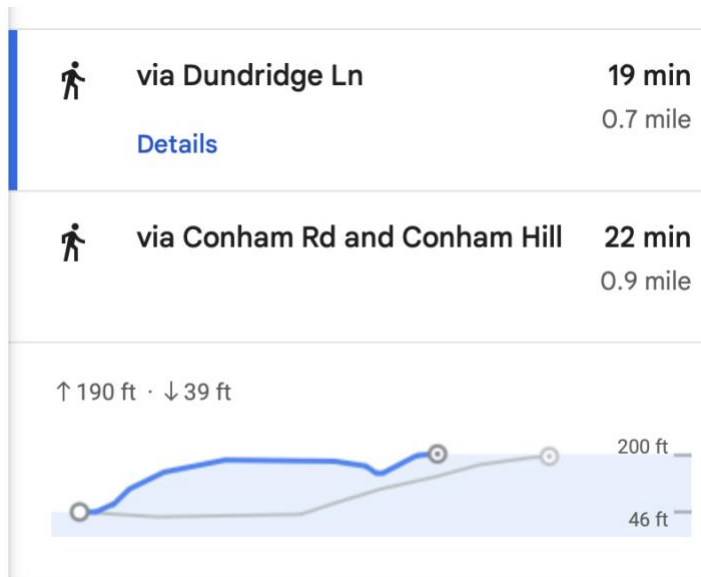 via Dundridge Ln 19 min
0.7 mile
Details
via Conham Rd and Conham Hill 22 min
0.9 mile
↑ 190 ft · ↓ 39 ft
200 ft
46 ft